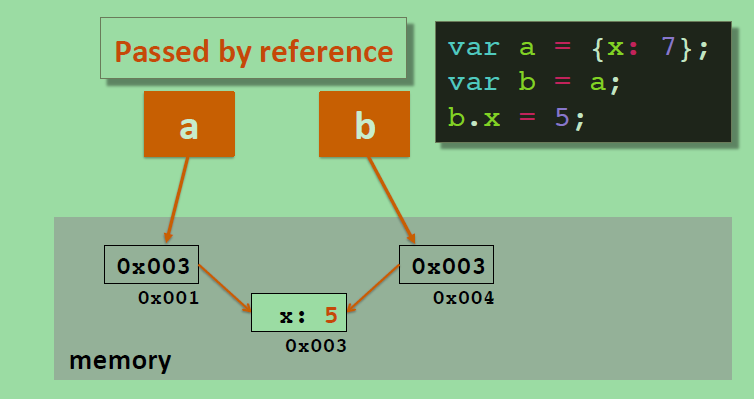 Passed by reference
var a = {x: 7};
var b = a;
b.x = 5;
a
b
0x003
0x003
0x001
0x004
x: 5
0x003
memory